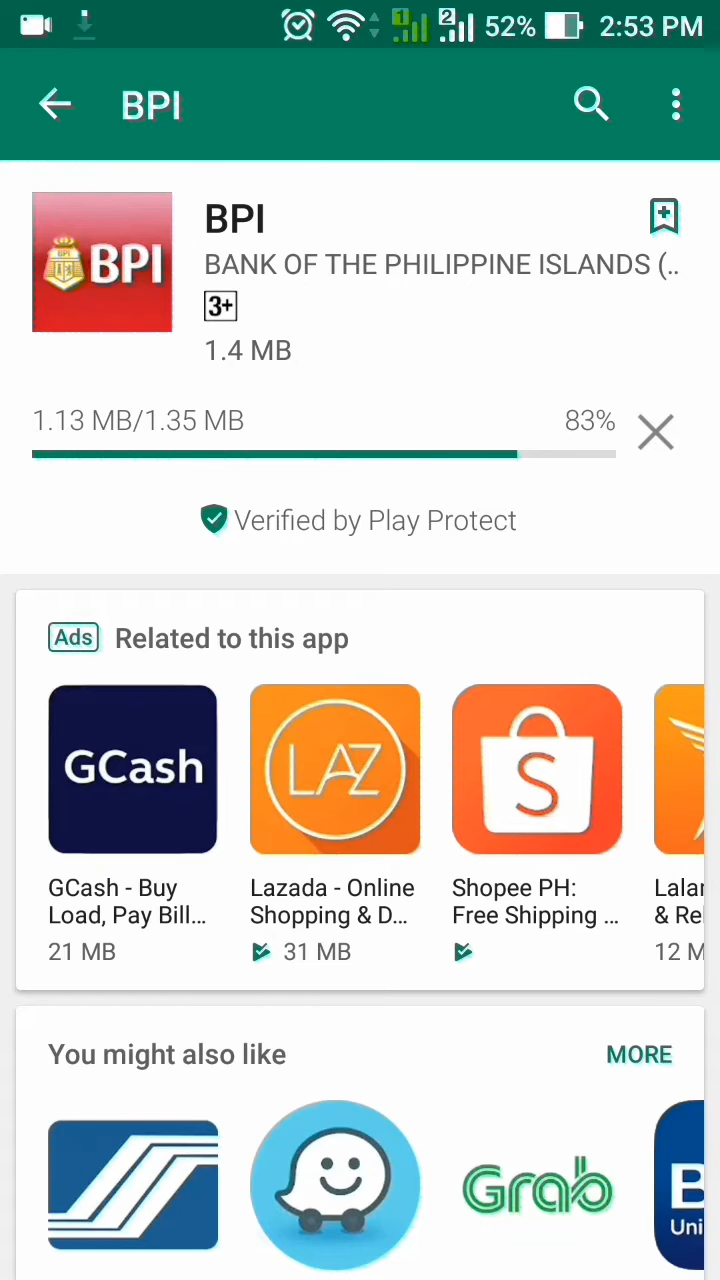 1 2 52% 2:53 PM
BPI
BPI
BPI
BANK OF THE PHILIPPINE ISLANDS (..
3+
1.4 MB
1.13 MB/1.35 MB 83%
Verified by Play Protect
Ads Related to this app
GCash LAZ S
GCash - Buy Load, Pay Bill...
21 MB
Lazada - Online Shopping & D...
31 MB
Shopee PH: Free Shipping ...
Lalar & Re
12 M
You might also like MORE
Grab B
Uni